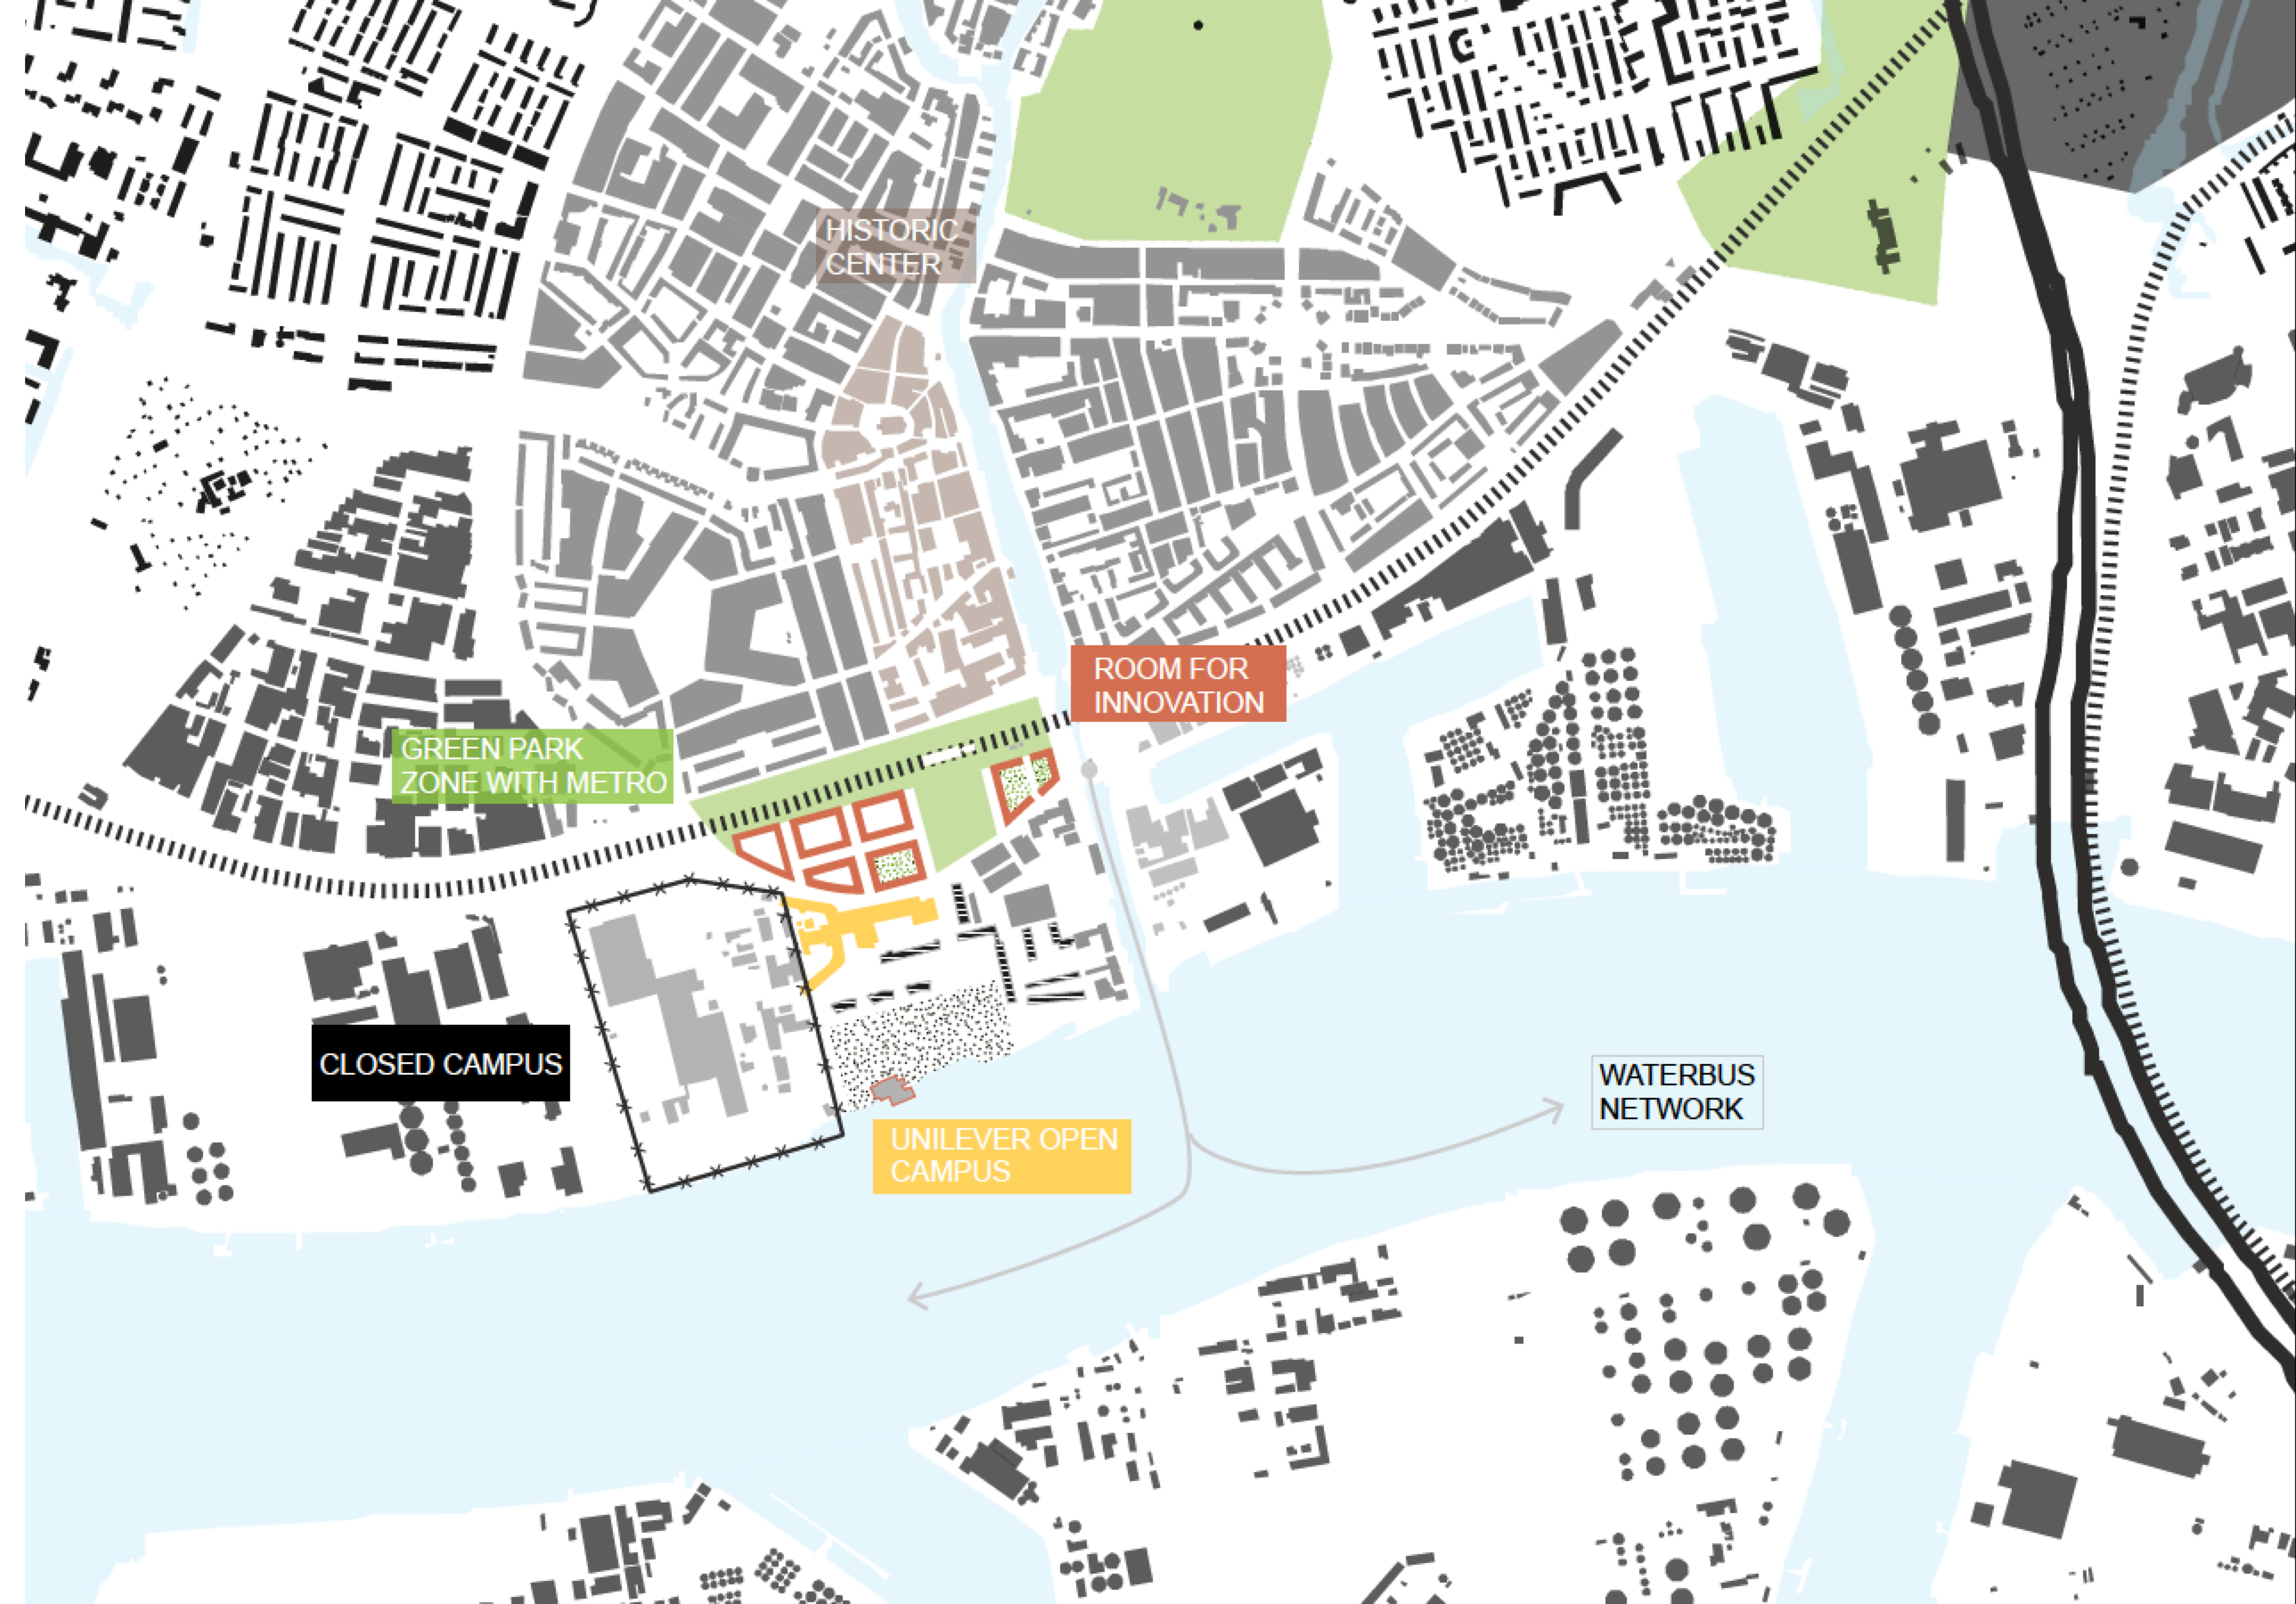 HISTORIC
CENTER
ROOM FOR
INNOVATION
GREEN PARK
ZONE WITH METRO
CLOSED CAMPUS
WATERBUS
NETWORK
UNILEVER OPEN
CAMPUS